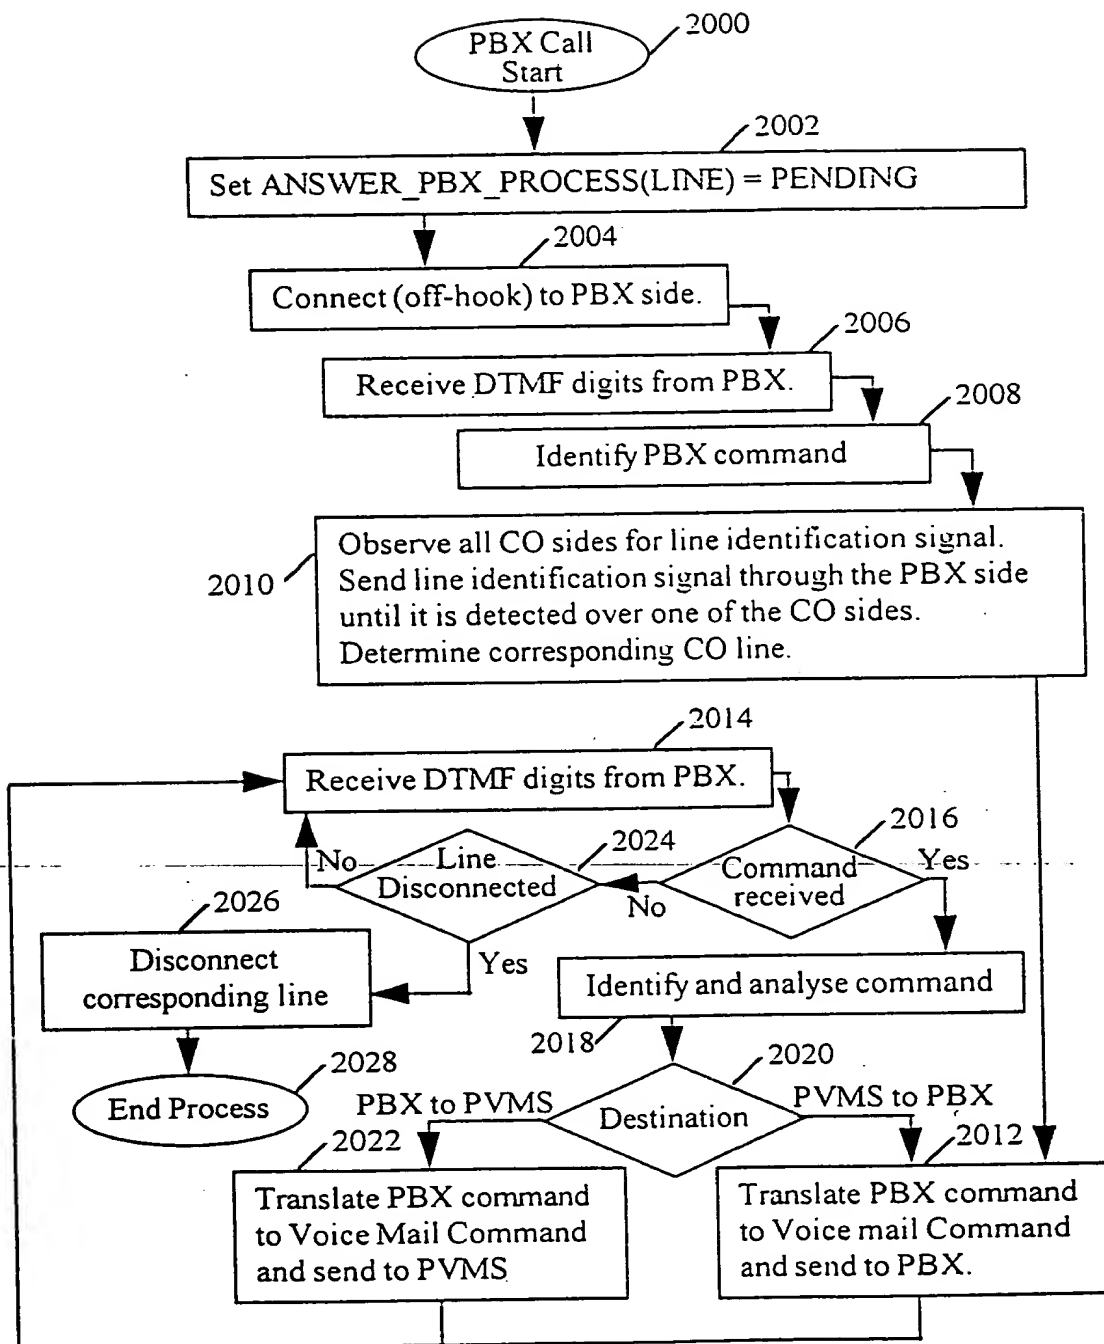 2000
PBX Call
Start
2002
Set ANSWER_PBX_PROCESS(LINE) = PENDING
2004
Connect (off-hook) to PBX side.
2006
Receive DTMF digits from PBX.
2008
Identify PBX command
2010
Observe all CO sides for line identification signal.
Send line identification signal through the PBX side
until it is detected over one of the CO sides.
Determine corresponding CO line.
2014
Receive DTMF digits from PBX.
2016
Command
received
Yes
No
2024
Line
Disconnected
No
Yes
2026
Disconnect
corresponding line
2028
End Process
Identify and analyse command
2018
2020
Destination
PBX to PVMS
PVMS to PBX
2022
Translate PBX command
to Voice Mail Command
and send to PVMS
2012
Translate PBX command
to Voice mail Command
and send to PBX.